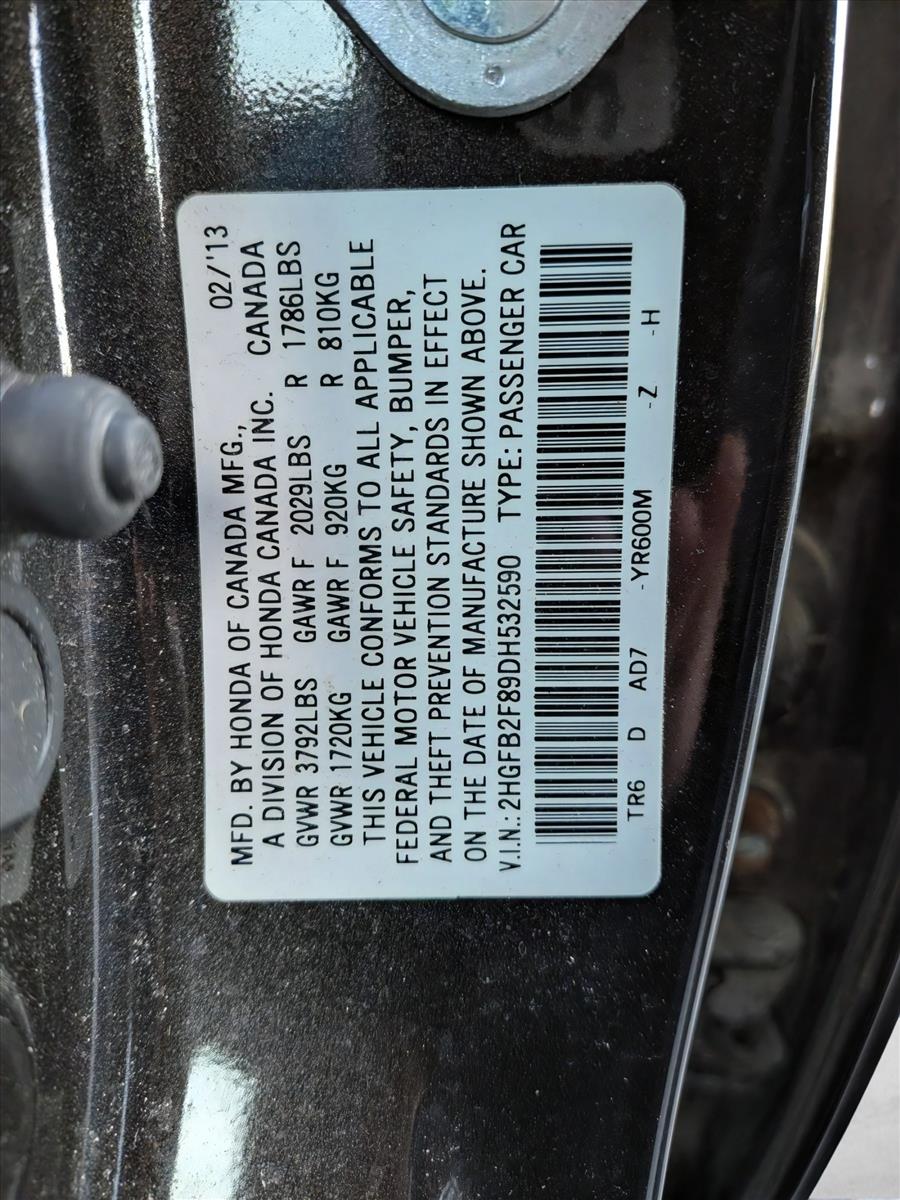 MFD. BY HONDA OF CANADA MFG., 02/'13
A DIVISION OF HONDA CANADA INC. CANADA
GVWR 3792LBS GAWR F 2029LBS R 1786LBS
GVWR 1720KG GAWR F 920KG R 810KG
THIS VEHICLE CONFORMS TO ALL APPLICABLE
FEDERAL MOTOR VEHICLE SAFETY, BUMPER,
AND THEFT PREVENTION STANDARDS IN EFFECT
ON THE DATE OF MANUFACTURE SHOWN ABOVE.
V.I.N.: 2HGFB2F89DH532590 TYPE: PASSENGER CAR
TR6 D AD7 -YR600M -Z -H